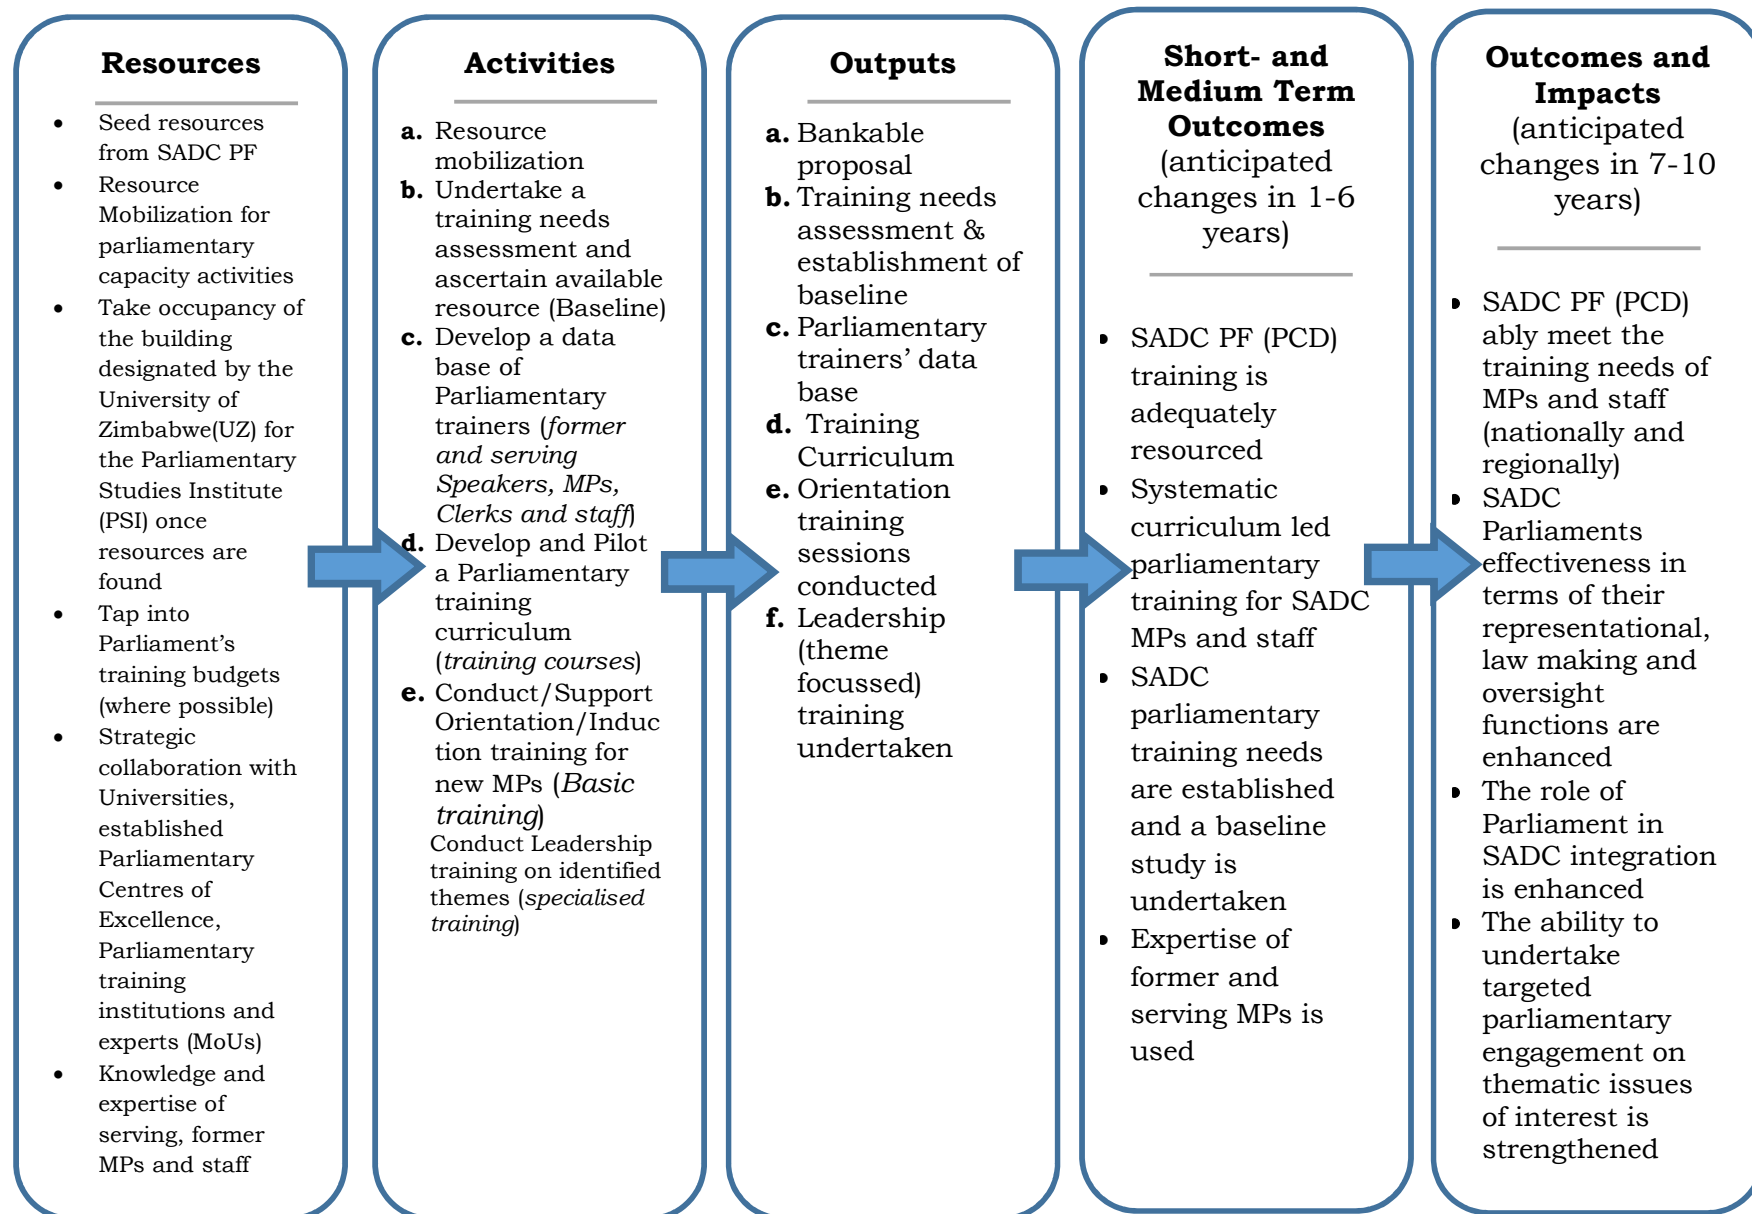 Resources
• Seed resources
from SADC PF
• Resource
Mobilization for
parliamentary
capacity activities
• Take occupancy of
the building
designated by the
University of
Zimbabwe(UZ) for
the Parliamentary
Studies Institute
(PSI) once
resources are
found
• Tap into
Parliament’s
training budgets
(where possible)
• Strategic
collaboration with
Universities,
established
Parliamentary
Centres of
Excellence,
Parliamentary
training
institutions and
experts (MoUs)
• Knowledge and
expertise of
serving, former
MPs and staff
Activities
a. Resource
mobilization
b. Undertake a
training needs
assessment and
ascertain available
resource (Baseline)
c. Develop a data
base of
Parliamentary
trainers (former
and serving
Speakers, MPs,
Clerks and staff)
d. Develop and Pilot
a Parliamentary
training
curriculum
(training courses)
e. Conduct/Support
Orientation/Induc
tion training for
new MPs (Basic
training)
Conduct Leadership
training on identified
themes (specialised
training)
Outputs
a. Bankable
proposal
b. Training needs
assessment &
establishment of
baseline
c. Parliamentary
trainers’ data
base
d. Training
Curriculum
e. Orientation
training
sessions
conducted
f. Leadership
(theme
focussed)
training
undertaken
Short- and
Medium Term
Outcomes
(anticipated
changes in 1-6
years)
• SADC PF (PCD)
training is
adequately
resourced
• Systematic
curriculum led
parliamentary
training for SADC
MPs and staff
• SADC
parliamentary
training needs
are established
and a baseline
study is
undertaken
• Expertise of
former and
serving MPs is
used
Outcomes and
Impacts
(anticipated
changes in 7-10
years)
• SADC PF (PCD)
ably meet the
training needs of
MPs and staff
(nationally and
regionally)
• SADC
Parliaments
effectiveness in
terms of their
representational,
law making and
oversight
functions are
enhanced
• The role of
Parliament in
SADC integration
is enhanced
• The ability to
undertake
targeted
parliamentary
engagement on
thematic issues
of interest is
strengthened